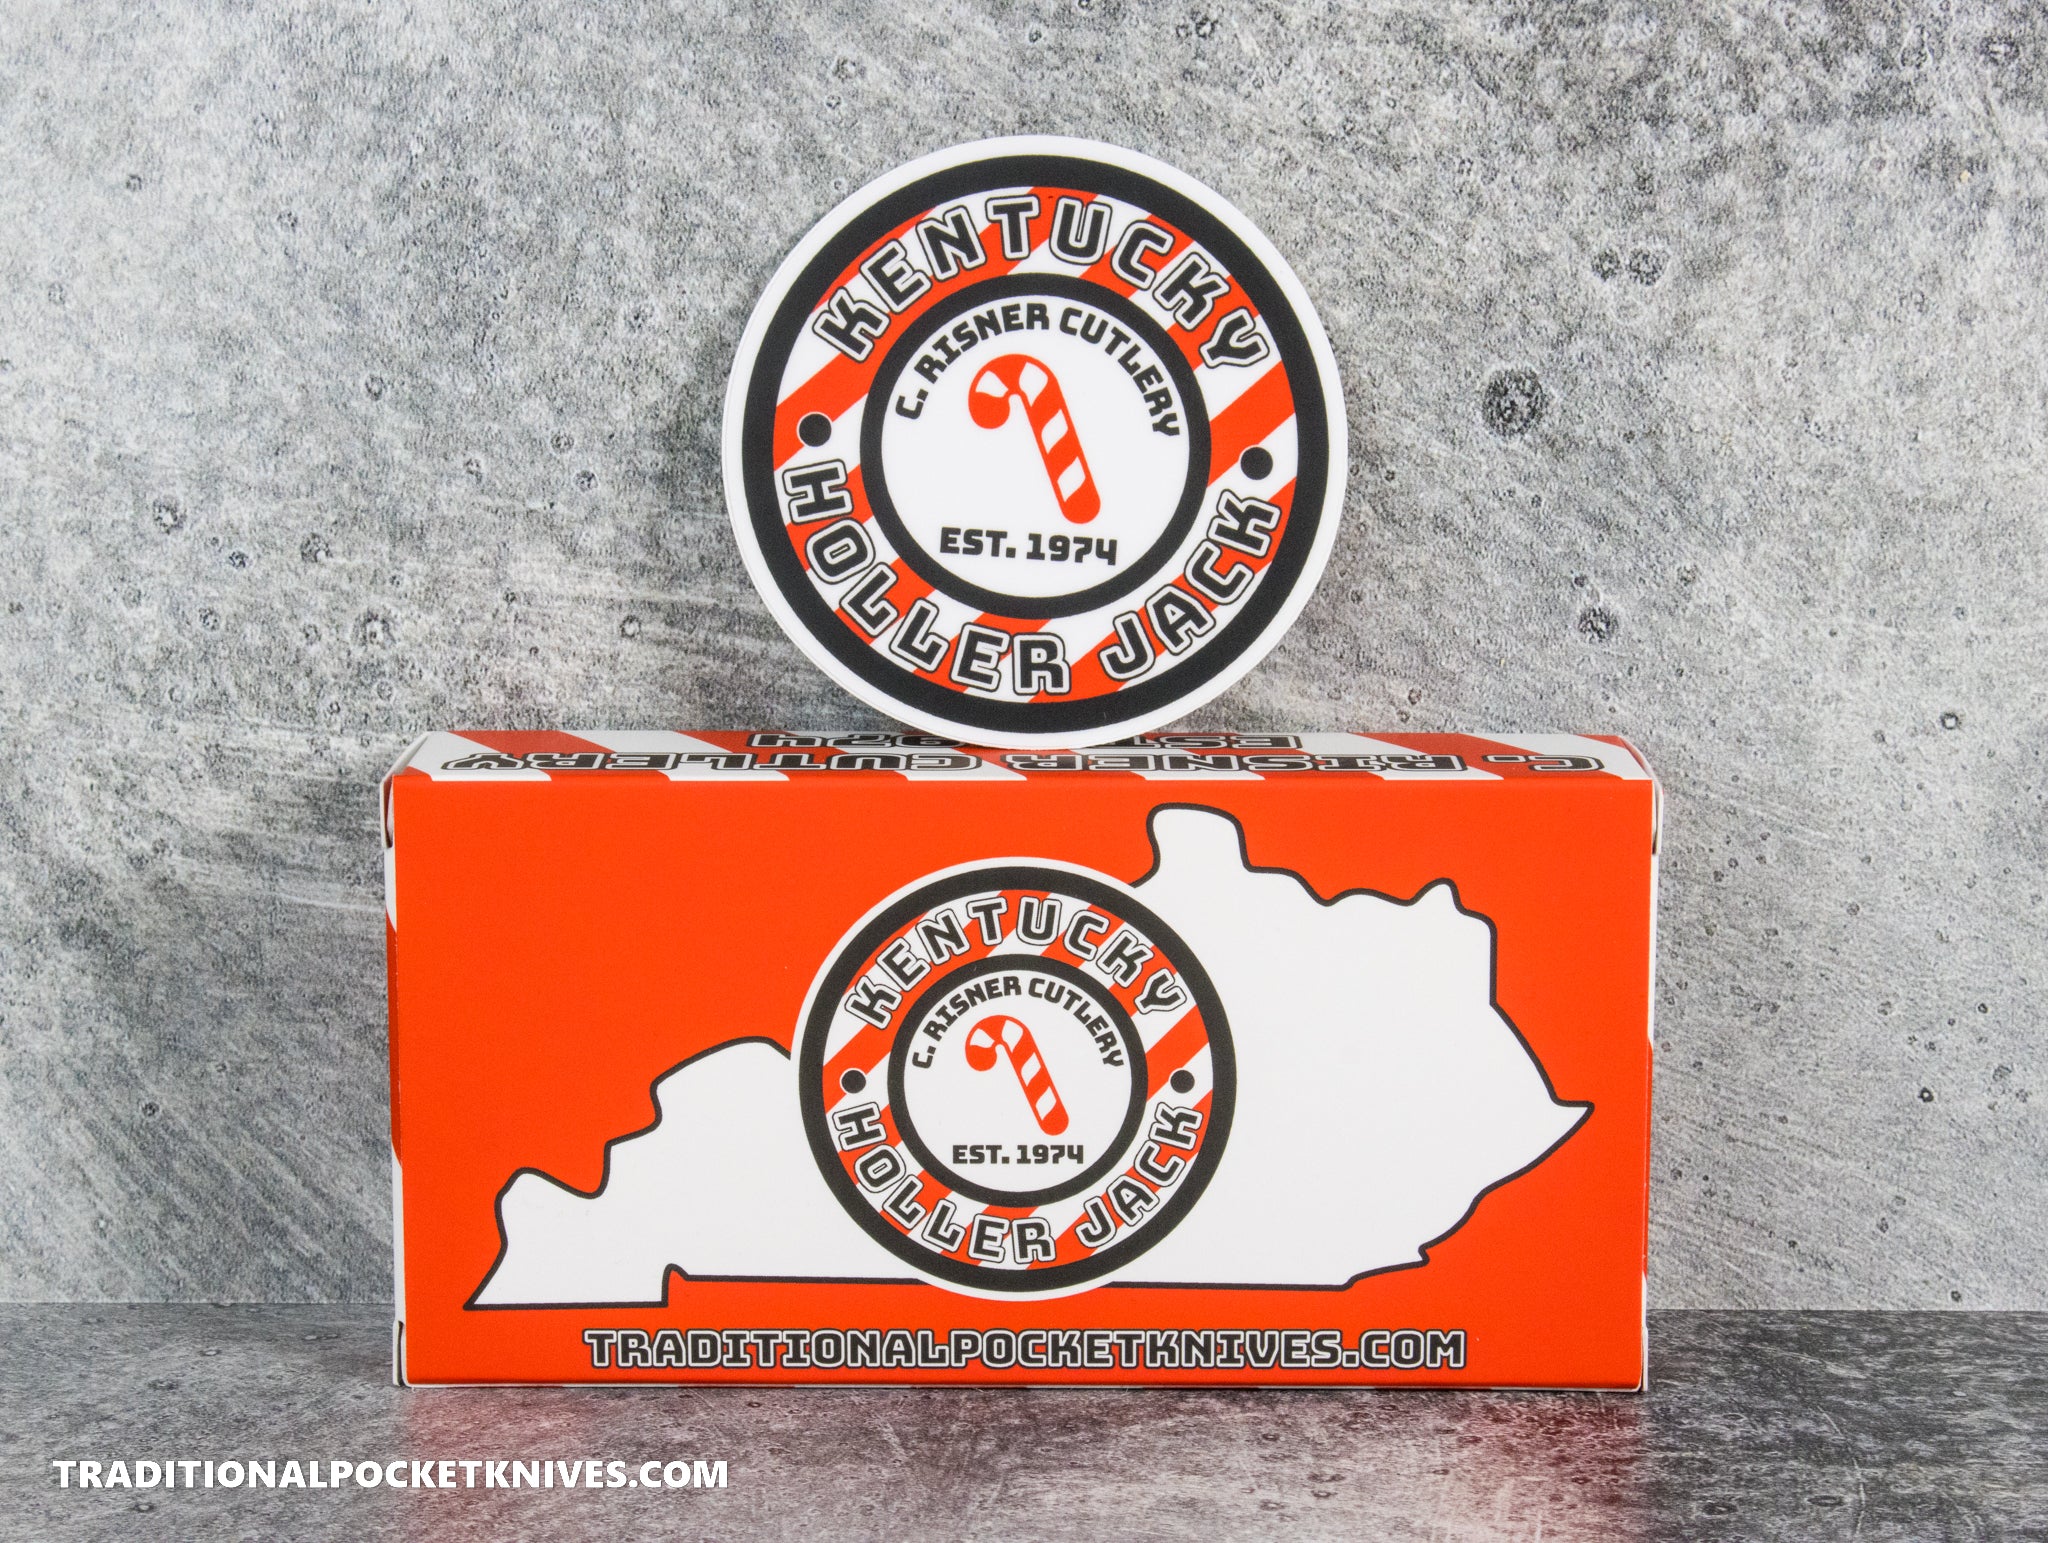 KENTUCKY
C. RISNER CUTLERY
EST. 1974
HOLLER JACK
C. RISNER CUTLERY
KENTUCKY
C. RISNER CUTLERY
EST. 1974
HOLLER JACK
TRADITIONALPOCKETKNIVES.COM
TRADITIONALPOCKETKNIVES.COM